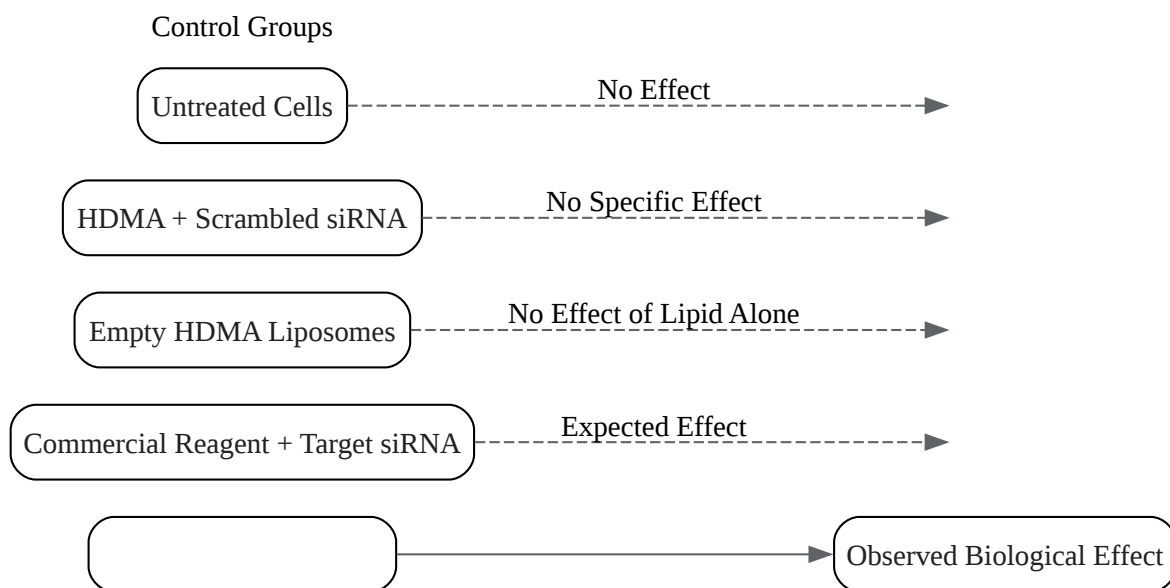 Control Groups
Untreated Cells
No Effect
HDMA + Scrambled siRNA
No Specific Effect
Empty HDMA Liposomes
No Effect of Lipid Alone
Commercial Reagent + Target siRNA
Expected Effect
Observed Biological Effect